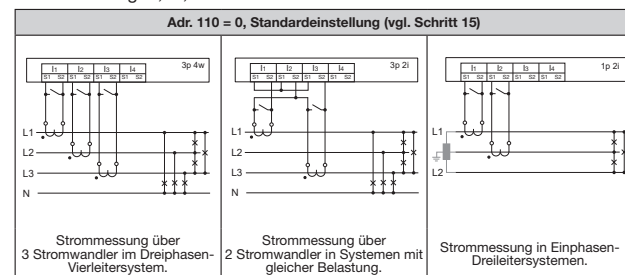 Adr. 110 = 0, Standardeinstellung (vgl. Schritt 15)
I1 I2 I3 I4 3p 4w
S1 S2 S1 S2 S1 S2 S1 S2
L1
L2
L3
N
Strommessung über
3 Stromwandler im Dreiphasen-
Vierleitersystem.
I1 I2 I3 I4 3p 2i
S1 S2 S1 S2 S1 S2 S1 S2
L1
L2
L3
N
Strommessung über
2 Stromwandler in Systemen mit
gleicher Belastung.
I1 I2 I3 I4 1p 2i
S1 S2 S1 S2 S1 S2 S1 S2
L1
L2
Strommessung in Einphasen-
Dreileitersystemen.